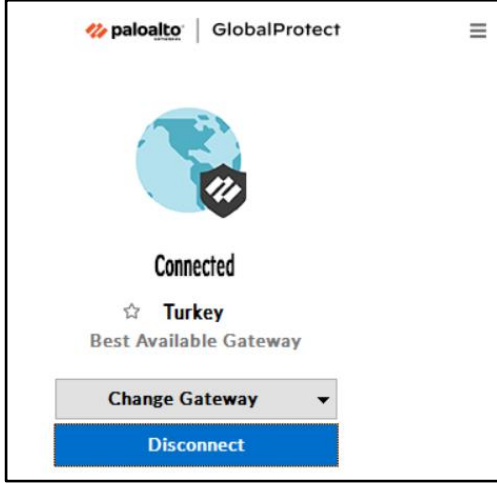 paloalto | GlobalProtect
Connected
Turkey
Best Available Gateway
Change Gateway
Disconnect